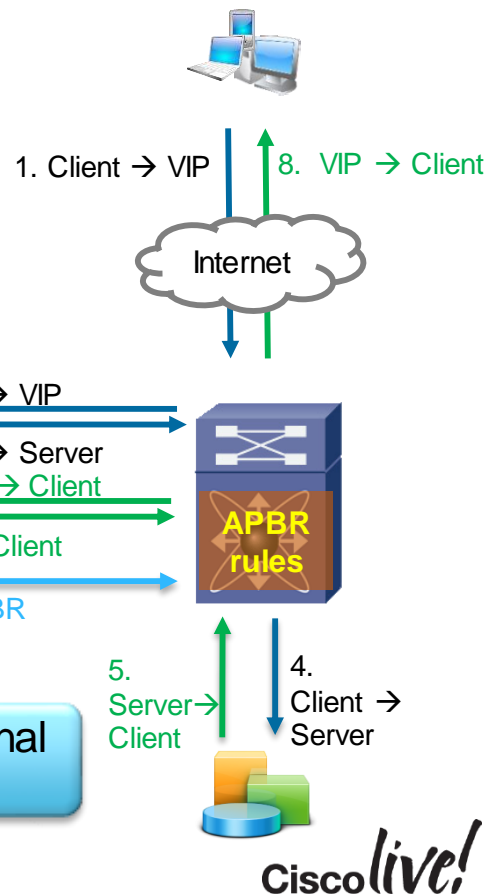 1. Client → VIP
8. VIP → Client
Internet
→ VIP
→ Server
→ Client
Client
APBR
rules
5.
Server→
Client
4.
Client →
Server
Cisco live!